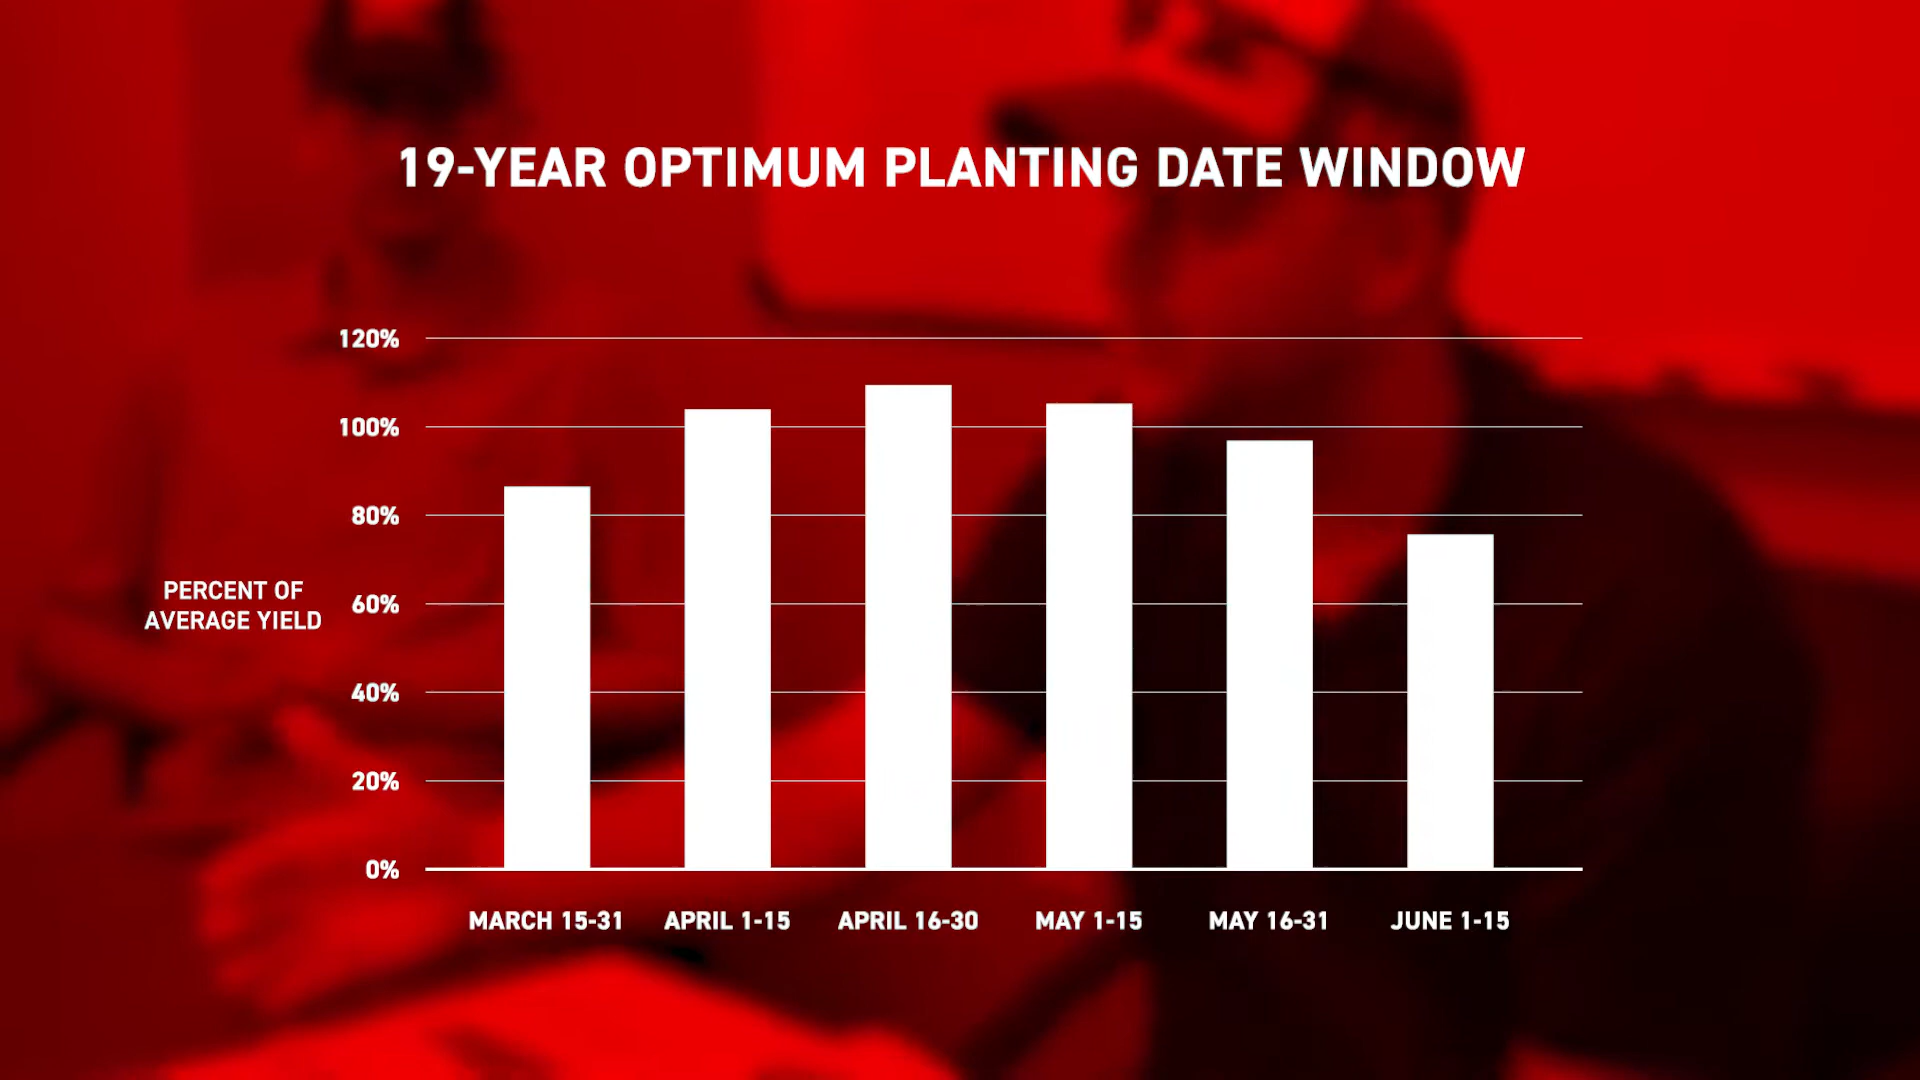 19-YEAR OPTIMUM PLANTING DATE WINDOW
120%
100%
80%
PERCENT OF
AVERAGE YIELD
60%
40%
20%
0%
MARCH 15-31 APRIL 1-15 APRIL 16-30 MAY 1-15 MAY 16-31 JUNE 1-15